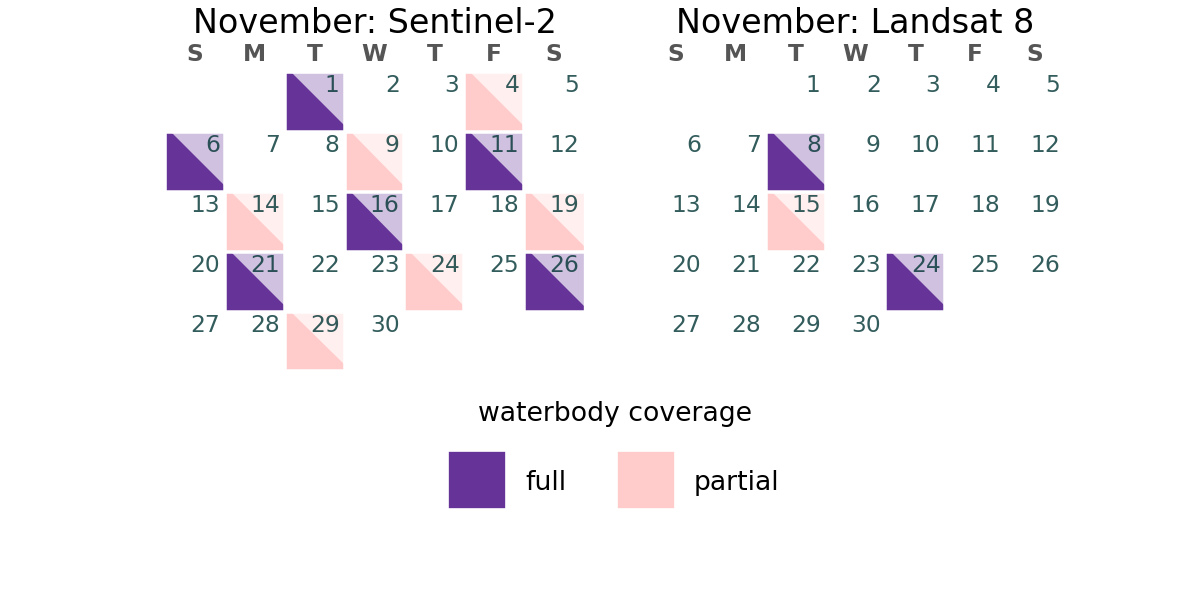 November: Sentinel-2
S M T W T F S
1 2 3 4 5
6 7 8 9 10 11 12
13 14 15 16 17 18 19
20 21 22 23 24 25 26
27 28 29 30
November: Landsat 8
S M T W T F S
1 2 3 4 5
6 7 8 9 10 11 12
13 14 15 16 17 18 19
20 21 22 23 24 25 26
27 28 29 30
waterbody coverage
full partial